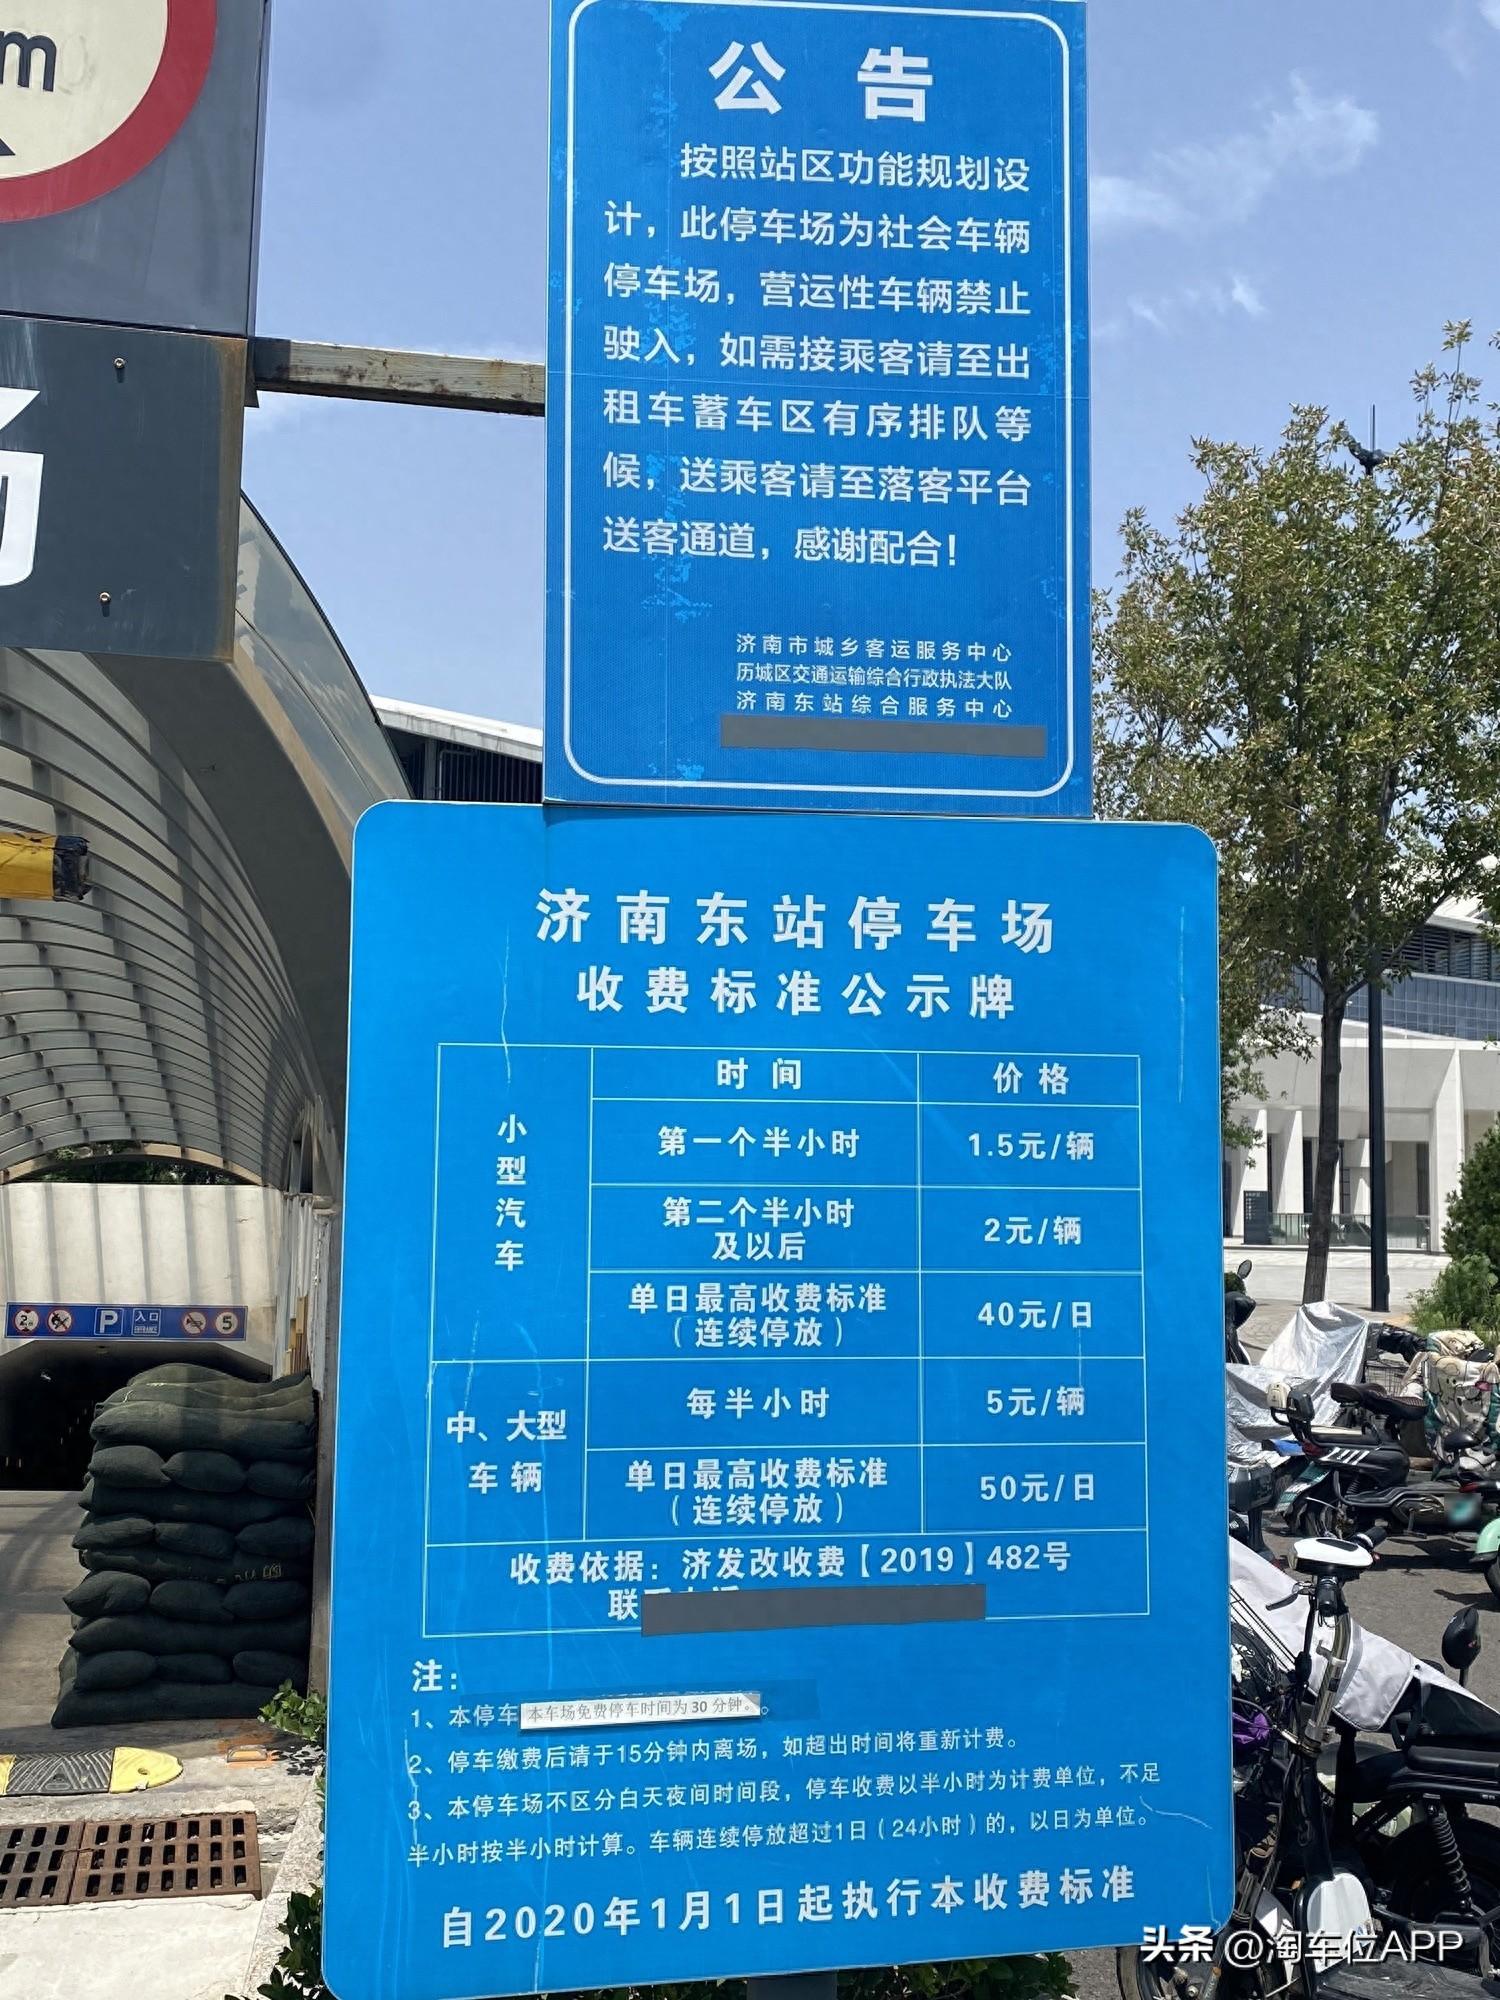 m
公 告
按照站区功能规划设
计，此停车场为社会车辆
停车场，营运性车辆禁止
驶入，如需接乘客请至出
租车蓄车区有序排队等
候，送乘客请至落客平台
送客通道，感谢配合！
济南市城乡客运服务中心
历城区交通运输综合行政执法大队
济南东站综合服务中心
济南东站停车场
收费标准公示牌
小型汽车
时间 价格
第一个半小时 1.5元/辆
第二个半小时
及以后
2元/辆
单日最高收费标准
（连续停放）
40元/日
中、大型
车辆
每半小时 5元/辆
单日最高收费标准
（连续停放）
50元/日
收费依据：济发改收费【2019】482号
联
注：
1、本停车本车场免费停车时间为30分钟。。
2、停车缴费后请于15分钟内离场，如超出时间将重新计费。
3、本停车场不区分白天夜间时间段，停车收费以半小时为计费单位，不足
半小时按半小时计算。车辆连续停放超过1日（24小时）的，以日为单位。
自2020年1月1日起执行本收费标准
P
入口
ENTRANCE
5
头条 @淘车位APP